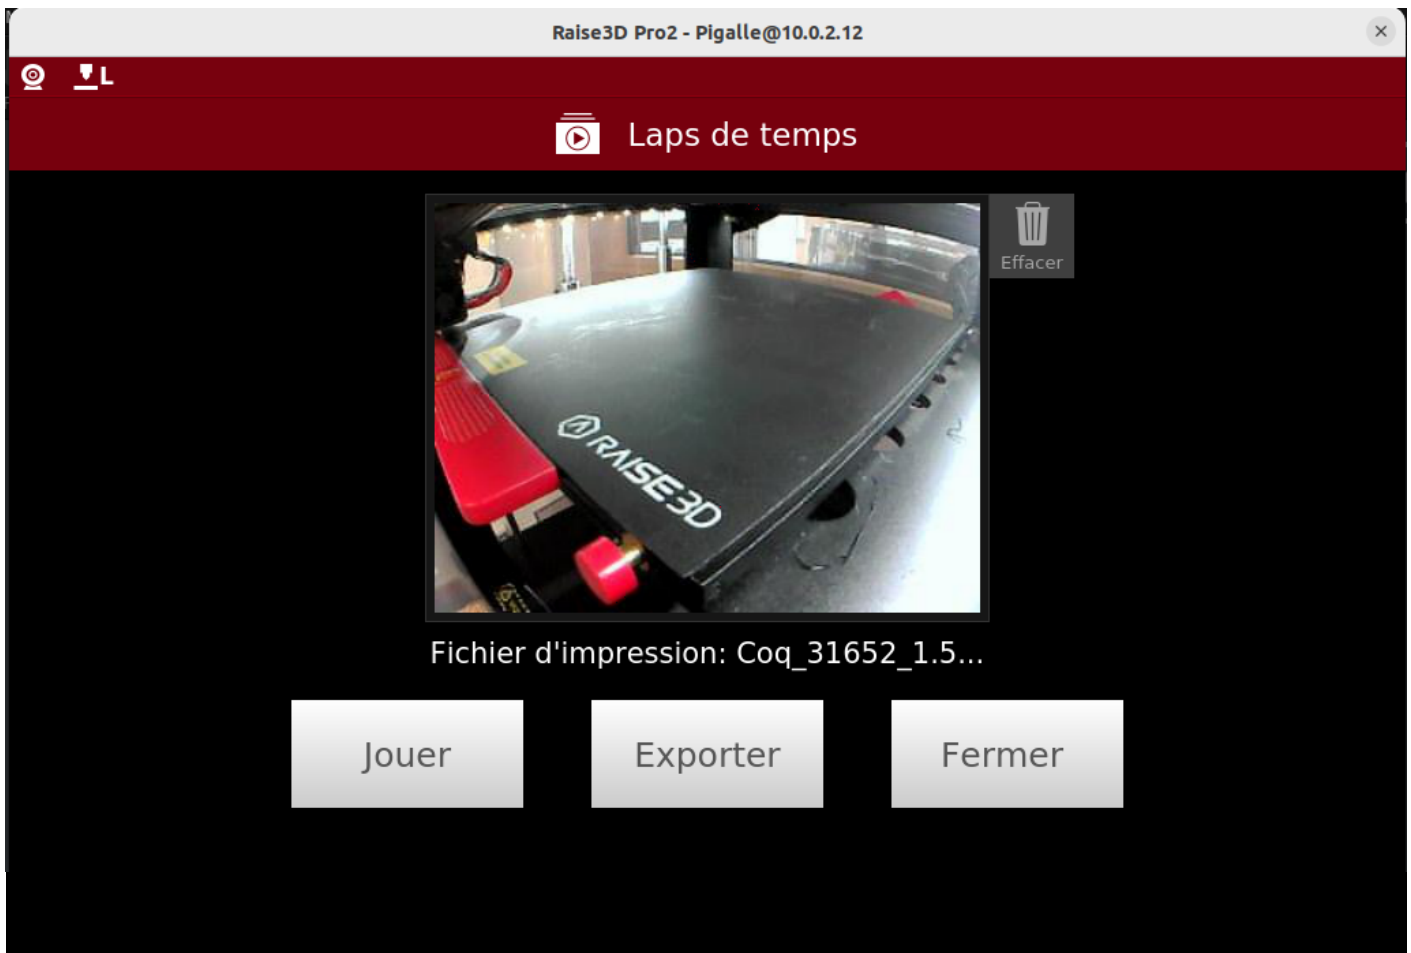 Raise3D Pro2 - Pigalle@10.0.2.12
L
Laps de temps
Effacer
RAISE3D
Fichier d'impression: Coq_31652_1.5...
Jouer
Exporter
Fermer